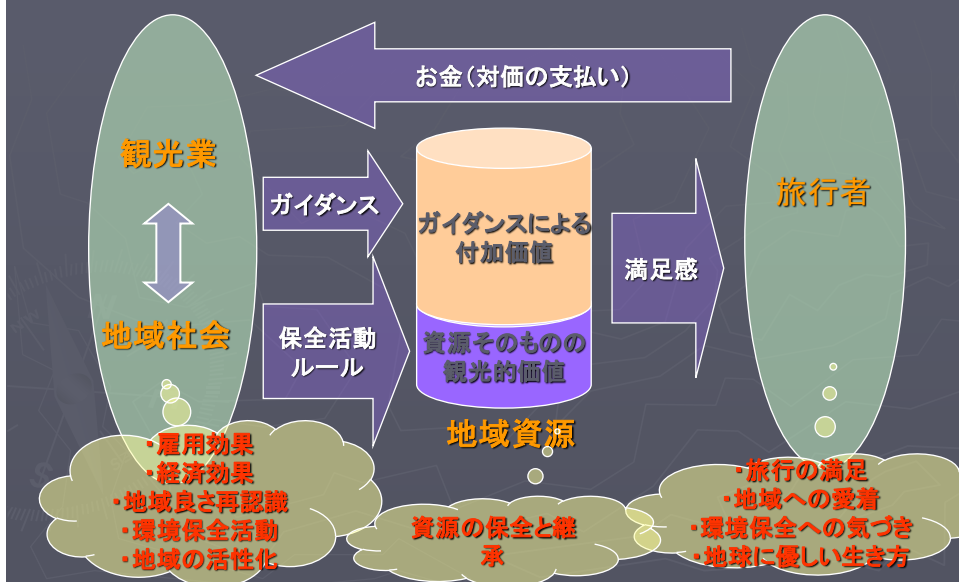 お金（対価の支払い）
観光業
地域社会
ガイダンス
保全活動
ルール
ガイダンスによる
付加価値
資源そのものの
観光的価値
地域資源
満足感
旅行者
・雇用効果
・経済効果
・地域良さ再認識
・環境保全活動
・地域の活性化
資源の保全と継
承
・旅行の満足
・地域への愛着
・環境保全への気づき
・地球に優しい生き方